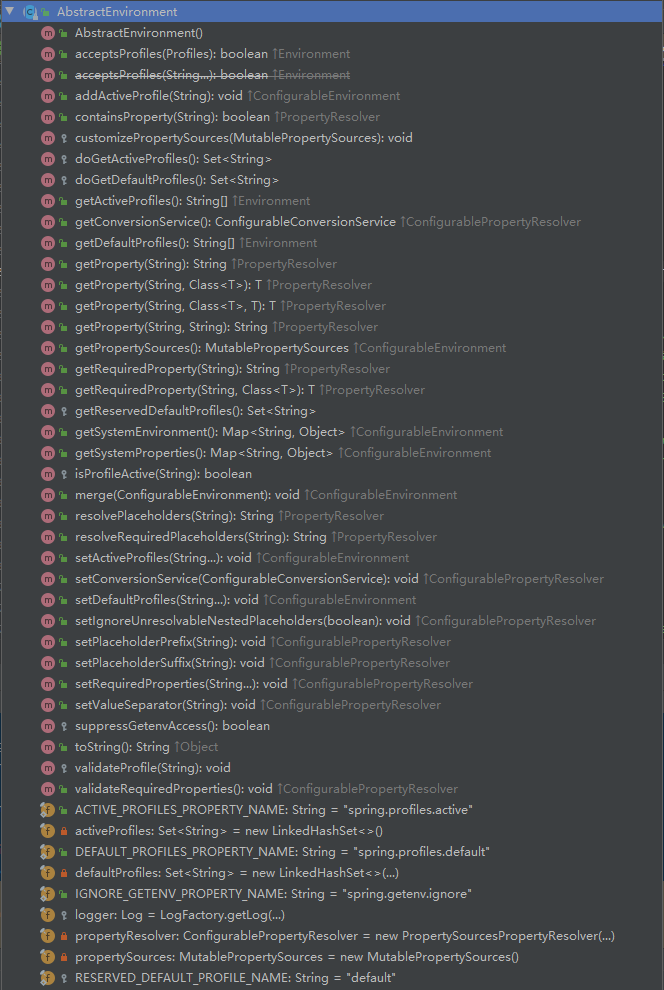 AbstractEnvironment
AbstractEnvironment()
acceptsProfiles(Profiles): boolean ↑Environment
acceptsProfiles(String...): boolean ↑Environment
addActiveProfile(String): void ↑ConfigurableEnvironment
containsProperty(String): boolean ↑PropertyResolver
customizePropertySources(MutablePropertySources): void
doGetActiveProfiles(): Set<String>
doGetDefaultProfiles(): Set<String>
getActiveProfiles(): String[] ↑Environment
getConversionService(): ConfigurableConversionService ↑ConfigurablePropertyResolver
getDefaultProfiles(): String[] ↑Environment
getProperty(String): String ↑PropertyResolver
getProperty(String, Class<T>): T ↑PropertyResolver
getProperty(String, Class<T>, T): T ↑PropertyResolver
getProperty(String, String): String ↑PropertyResolver
getPropertySources(): MutablePropertySources ↑ConfigurableEnvironment
getRequiredProperty(String): String ↑PropertyResolver
getRequiredProperty(String, Class<T>): T ↑PropertyResolver
getReservedDefaultProfiles(): Set<String>
getSystemEnvironment(): Map<String, Object> ↑ConfigurableEnvironment
getSystemProperties(): Map<String, Object> ↑ConfigurableEnvironment
isProfileActive(String): boolean
merge(ConfigurableEnvironment): void ↑ConfigurableEnvironment
resolvePlaceholders(String): String ↑PropertyResolver
resolveRequiredPlaceholders(String): String ↑PropertyResolver
setActiveProfiles(String...): void ↑ConfigurableEnvironment
setConversionService(ConfigurableConversionService): void ↑ConfigurablePropertyResolver
setDefaultProfiles(String...): void ↑ConfigurableEnvironment
setIgnoreUnresolvableNestedPlaceholders(boolean): void ↑ConfigurablePropertyResolver
setPlaceholderPrefix(String): void ↑ConfigurablePropertyResolver
setPlaceholderSuffix(String): void ↑ConfigurablePropertyResolver
setRequiredProperties(String...): void ↑ConfigurablePropertyResolver
setValueSeparator(String): void ↑ConfigurablePropertyResolver
suppressGetenvAccess(): boolean
toString(): String ↑Object
validateProfile(String): void
validateRequiredProperties(): void ↑ConfigurablePropertyResolver
ACTIVE_PROFILES_PROPERTY_NAME: String = "spring.profiles.active"
activeProfiles: Set<String> = new LinkedHashSet<>()
DEFAULT_PROFILES_PROPERTY_NAME: String = "spring.profiles.default"
defaultProfiles: Set<String> = new LinkedHashSet<>(...)
IGNORE_GETENV_PROPERTY_NAME: String = "spring.getenv.ignore"
logger: Log = LogFactory.getLog(...)
propertyResolver: ConfigurablePropertyResolver = new PropertySourcesPropertyResolver(...)
propertySources: MutablePropertySources = new MutablePropertySources()
RESERVED_DEFAULT_PROFILE_NAME: String = "default"